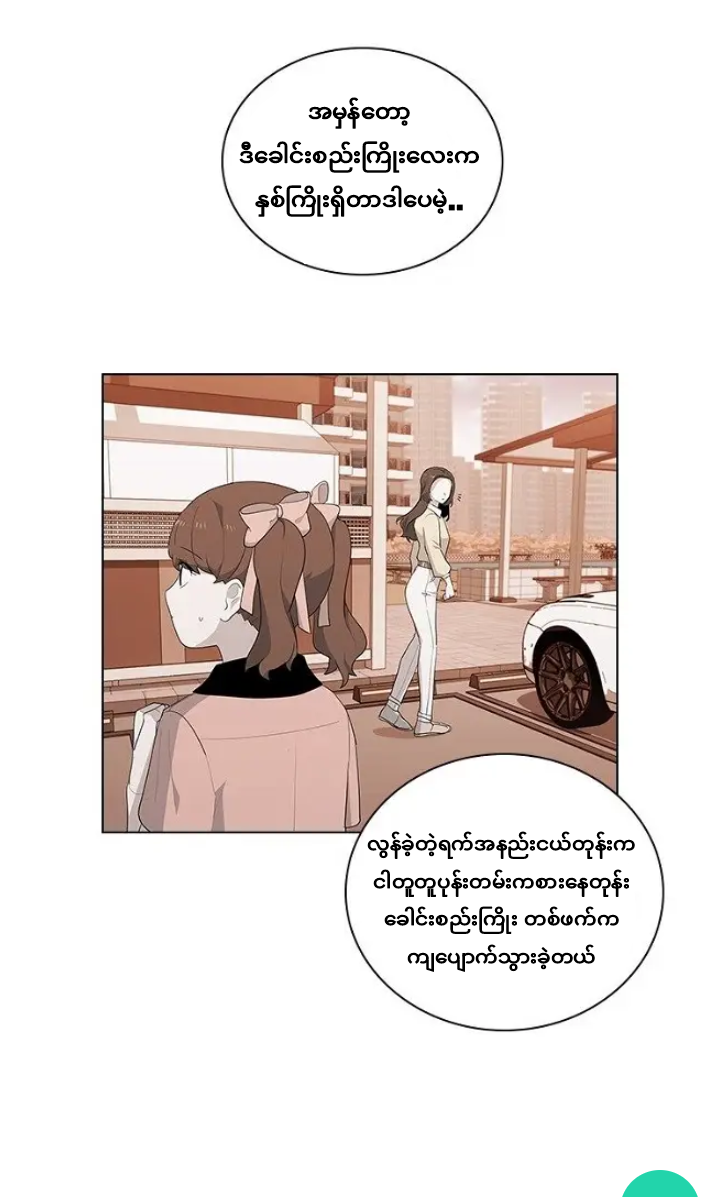 အမှန်တော့
ဒီခေါင်းစည်းကြိုးလေးက
နှစ်ကြိုးရှိတာဒါပေမဲ့..
လွန်ခဲ့တဲ့ရက်အနည်းငယ်တုန်းက
ငါတူတူပုန်းတမ်းကစားနေတုန်း
ခေါင်းစည်းကြိုး တစ်ဖက်က
ကျပျောက်သွားခဲ့တယ်